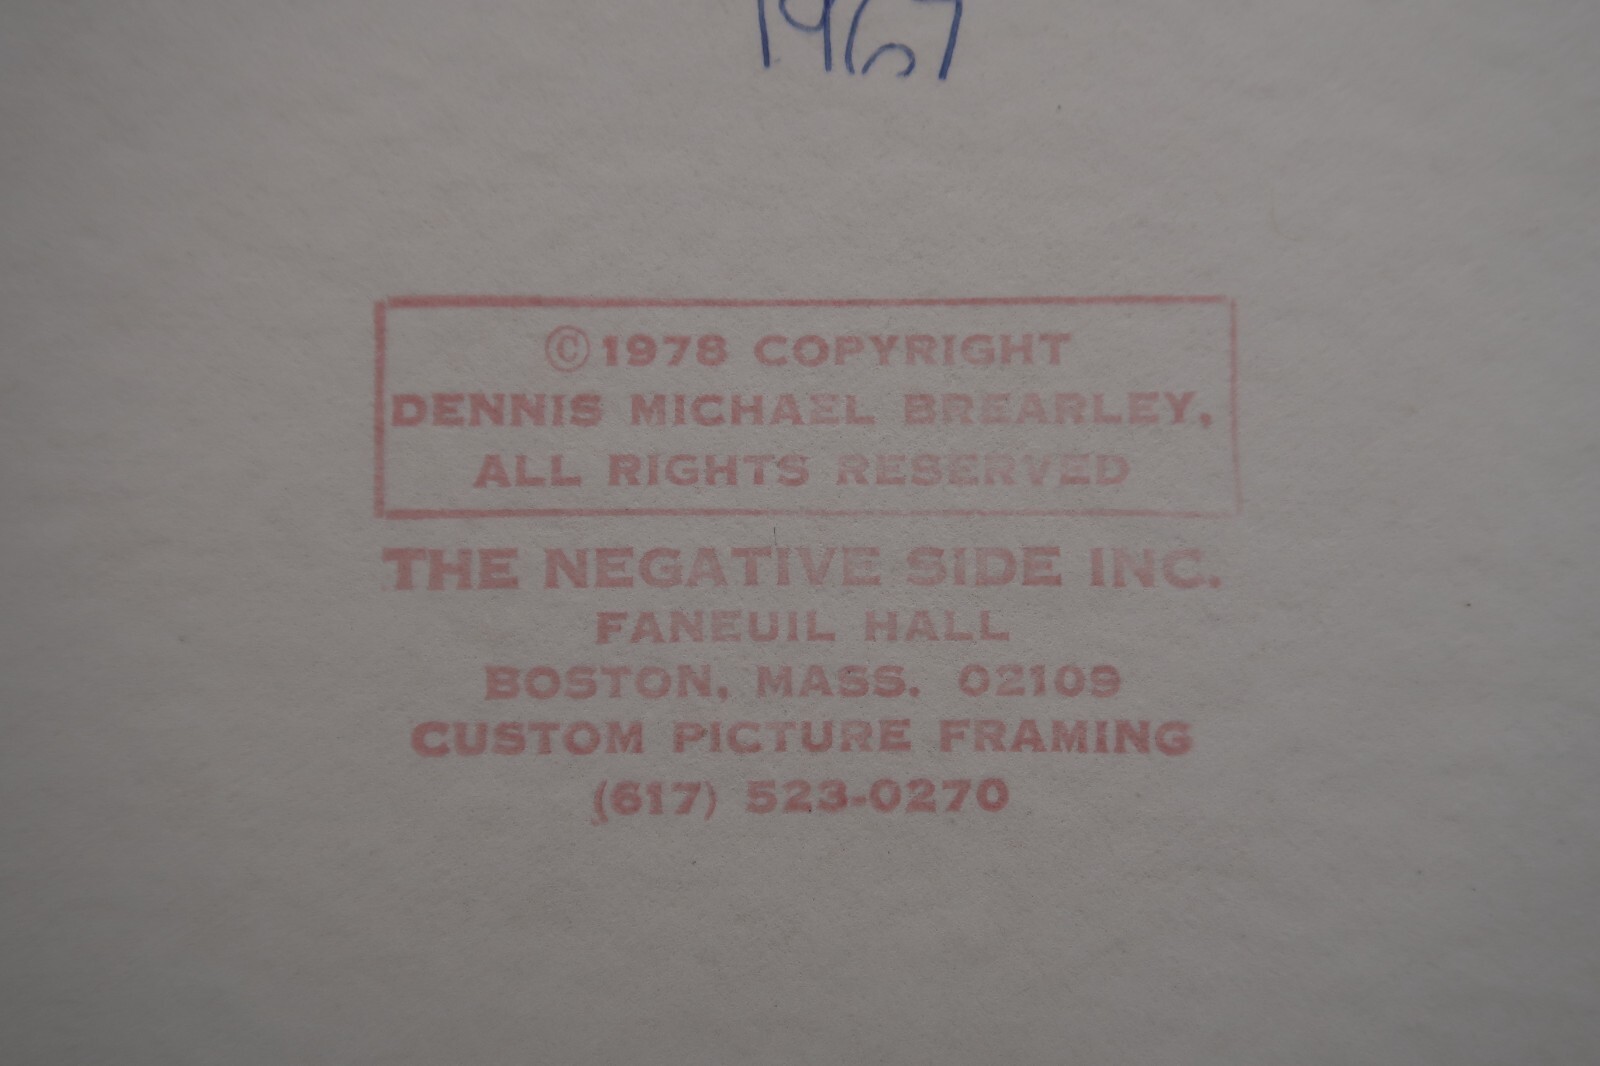 1967
©1978 COPYRIGHT
DENNIS MICHAEL BREARLEY,
ALL RIGHTS RESERVED
THE NEGATIVE SIDE INC.
FANEUIL HALL
BOSTON, MASS. 02109
CUSTOM PICTURE FRAMING
(617) 523-0270